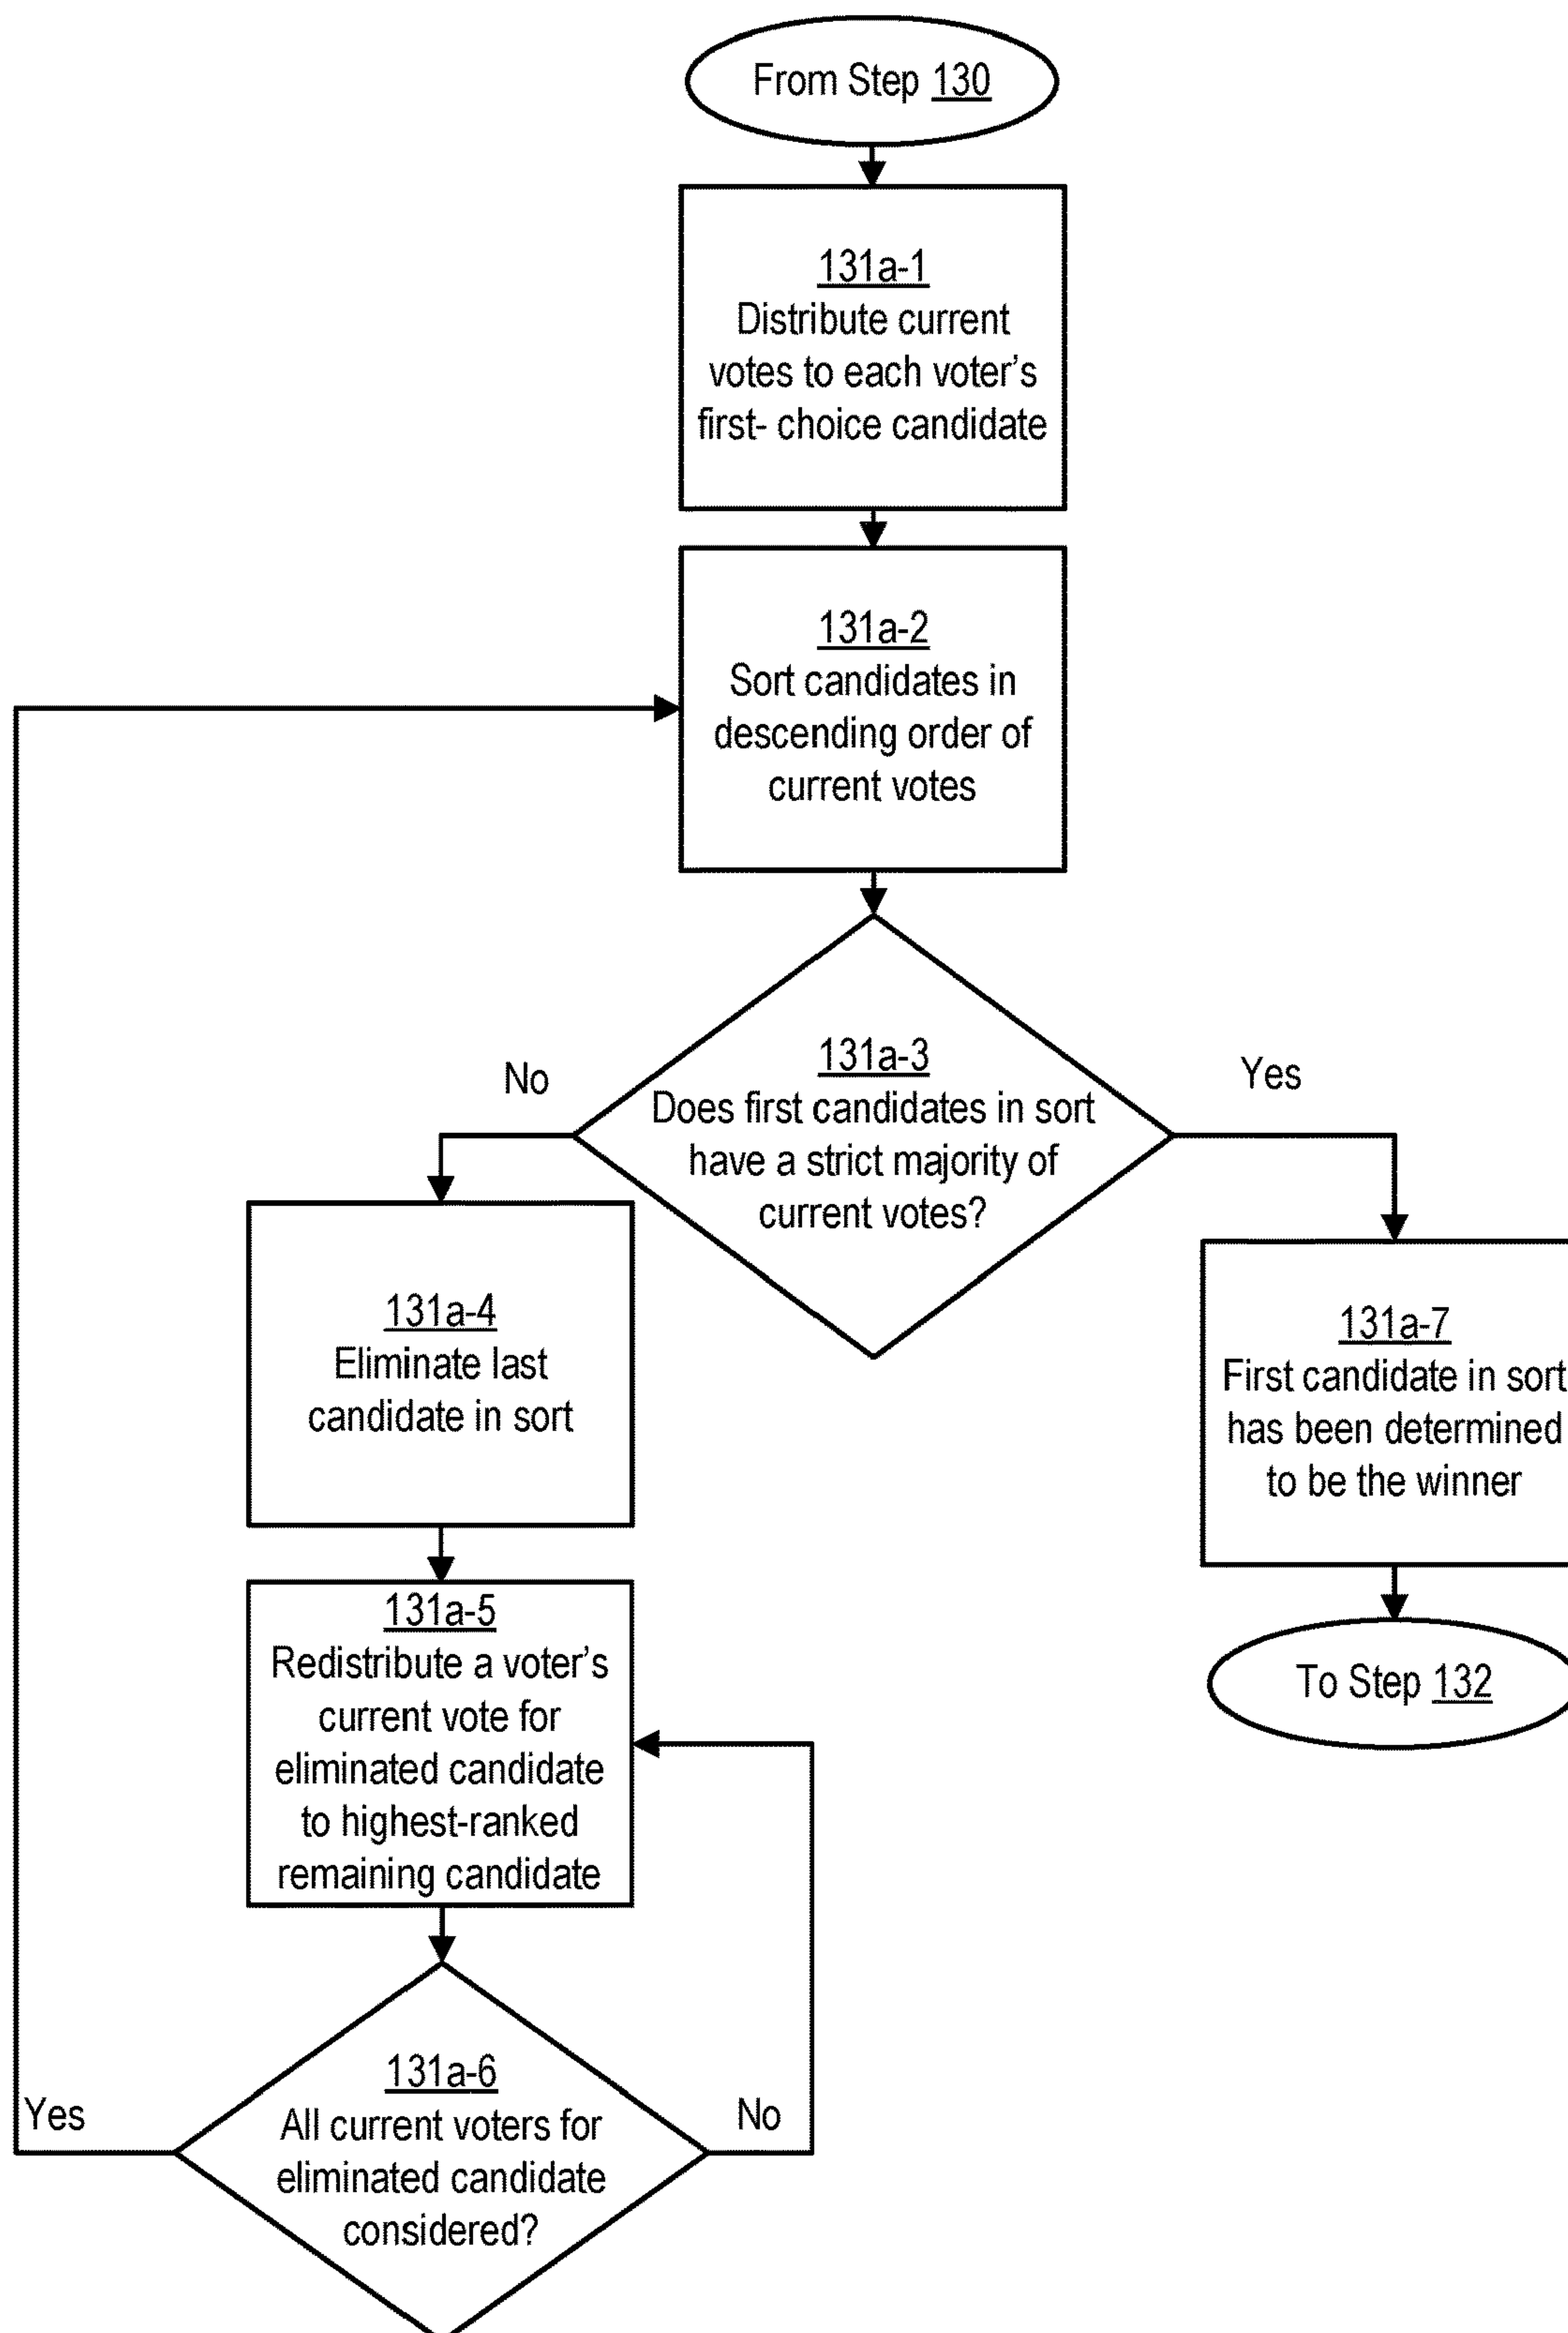 From Step 130
131a-1
Distribute current
votes to each voter's
first- choice candidate
131a-2
Sort candidates in
descending order of
current votes
131a-3
Does first candidates in sort
have a strict majority of
current votes?
No
Yes
131a-4
Eliminate last
candidate in sort
131a-7
First candidate in sort
has been determined
to be the winner
131a-5
Redistribute a voter's
current vote for
eliminated candidate
to highest-ranked
remaining candidate
To Step 132
131a-6
All current voters for
eliminated candidate
considered?
Yes
No